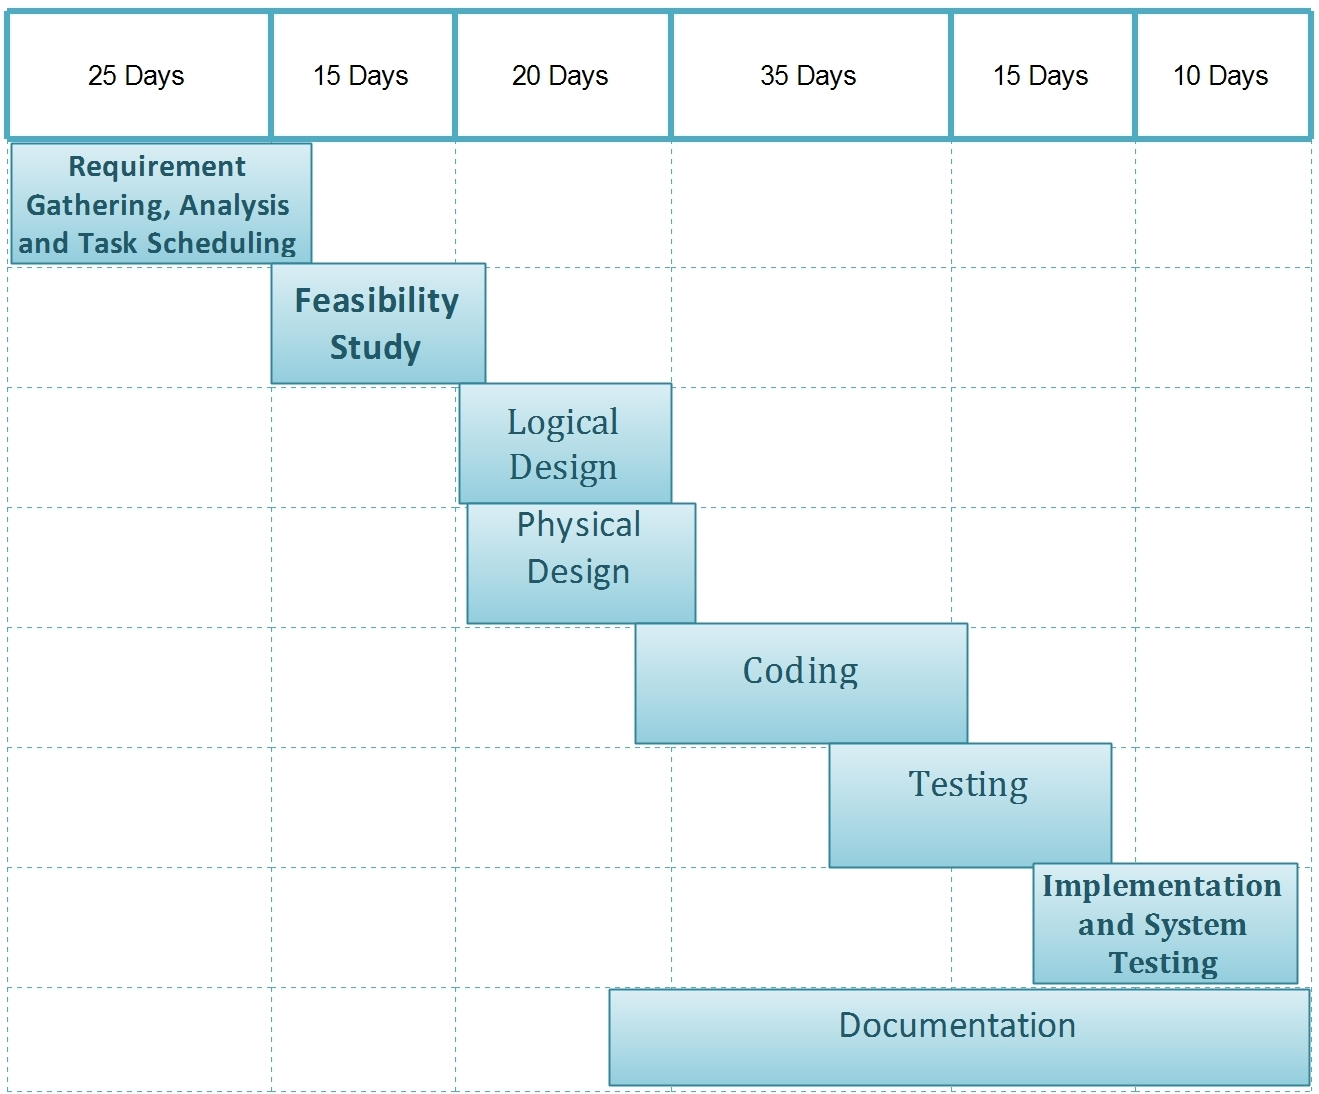 25 Days 15 Days 20 Days 35 Days 15 Days 10 Days
Requirement
Gathering, Analysis
and Task Scheduling
Feasibility
Study
Logical
Design
Physical
Design
Coding
Testing
Implementation
and System
Testing
Documentation